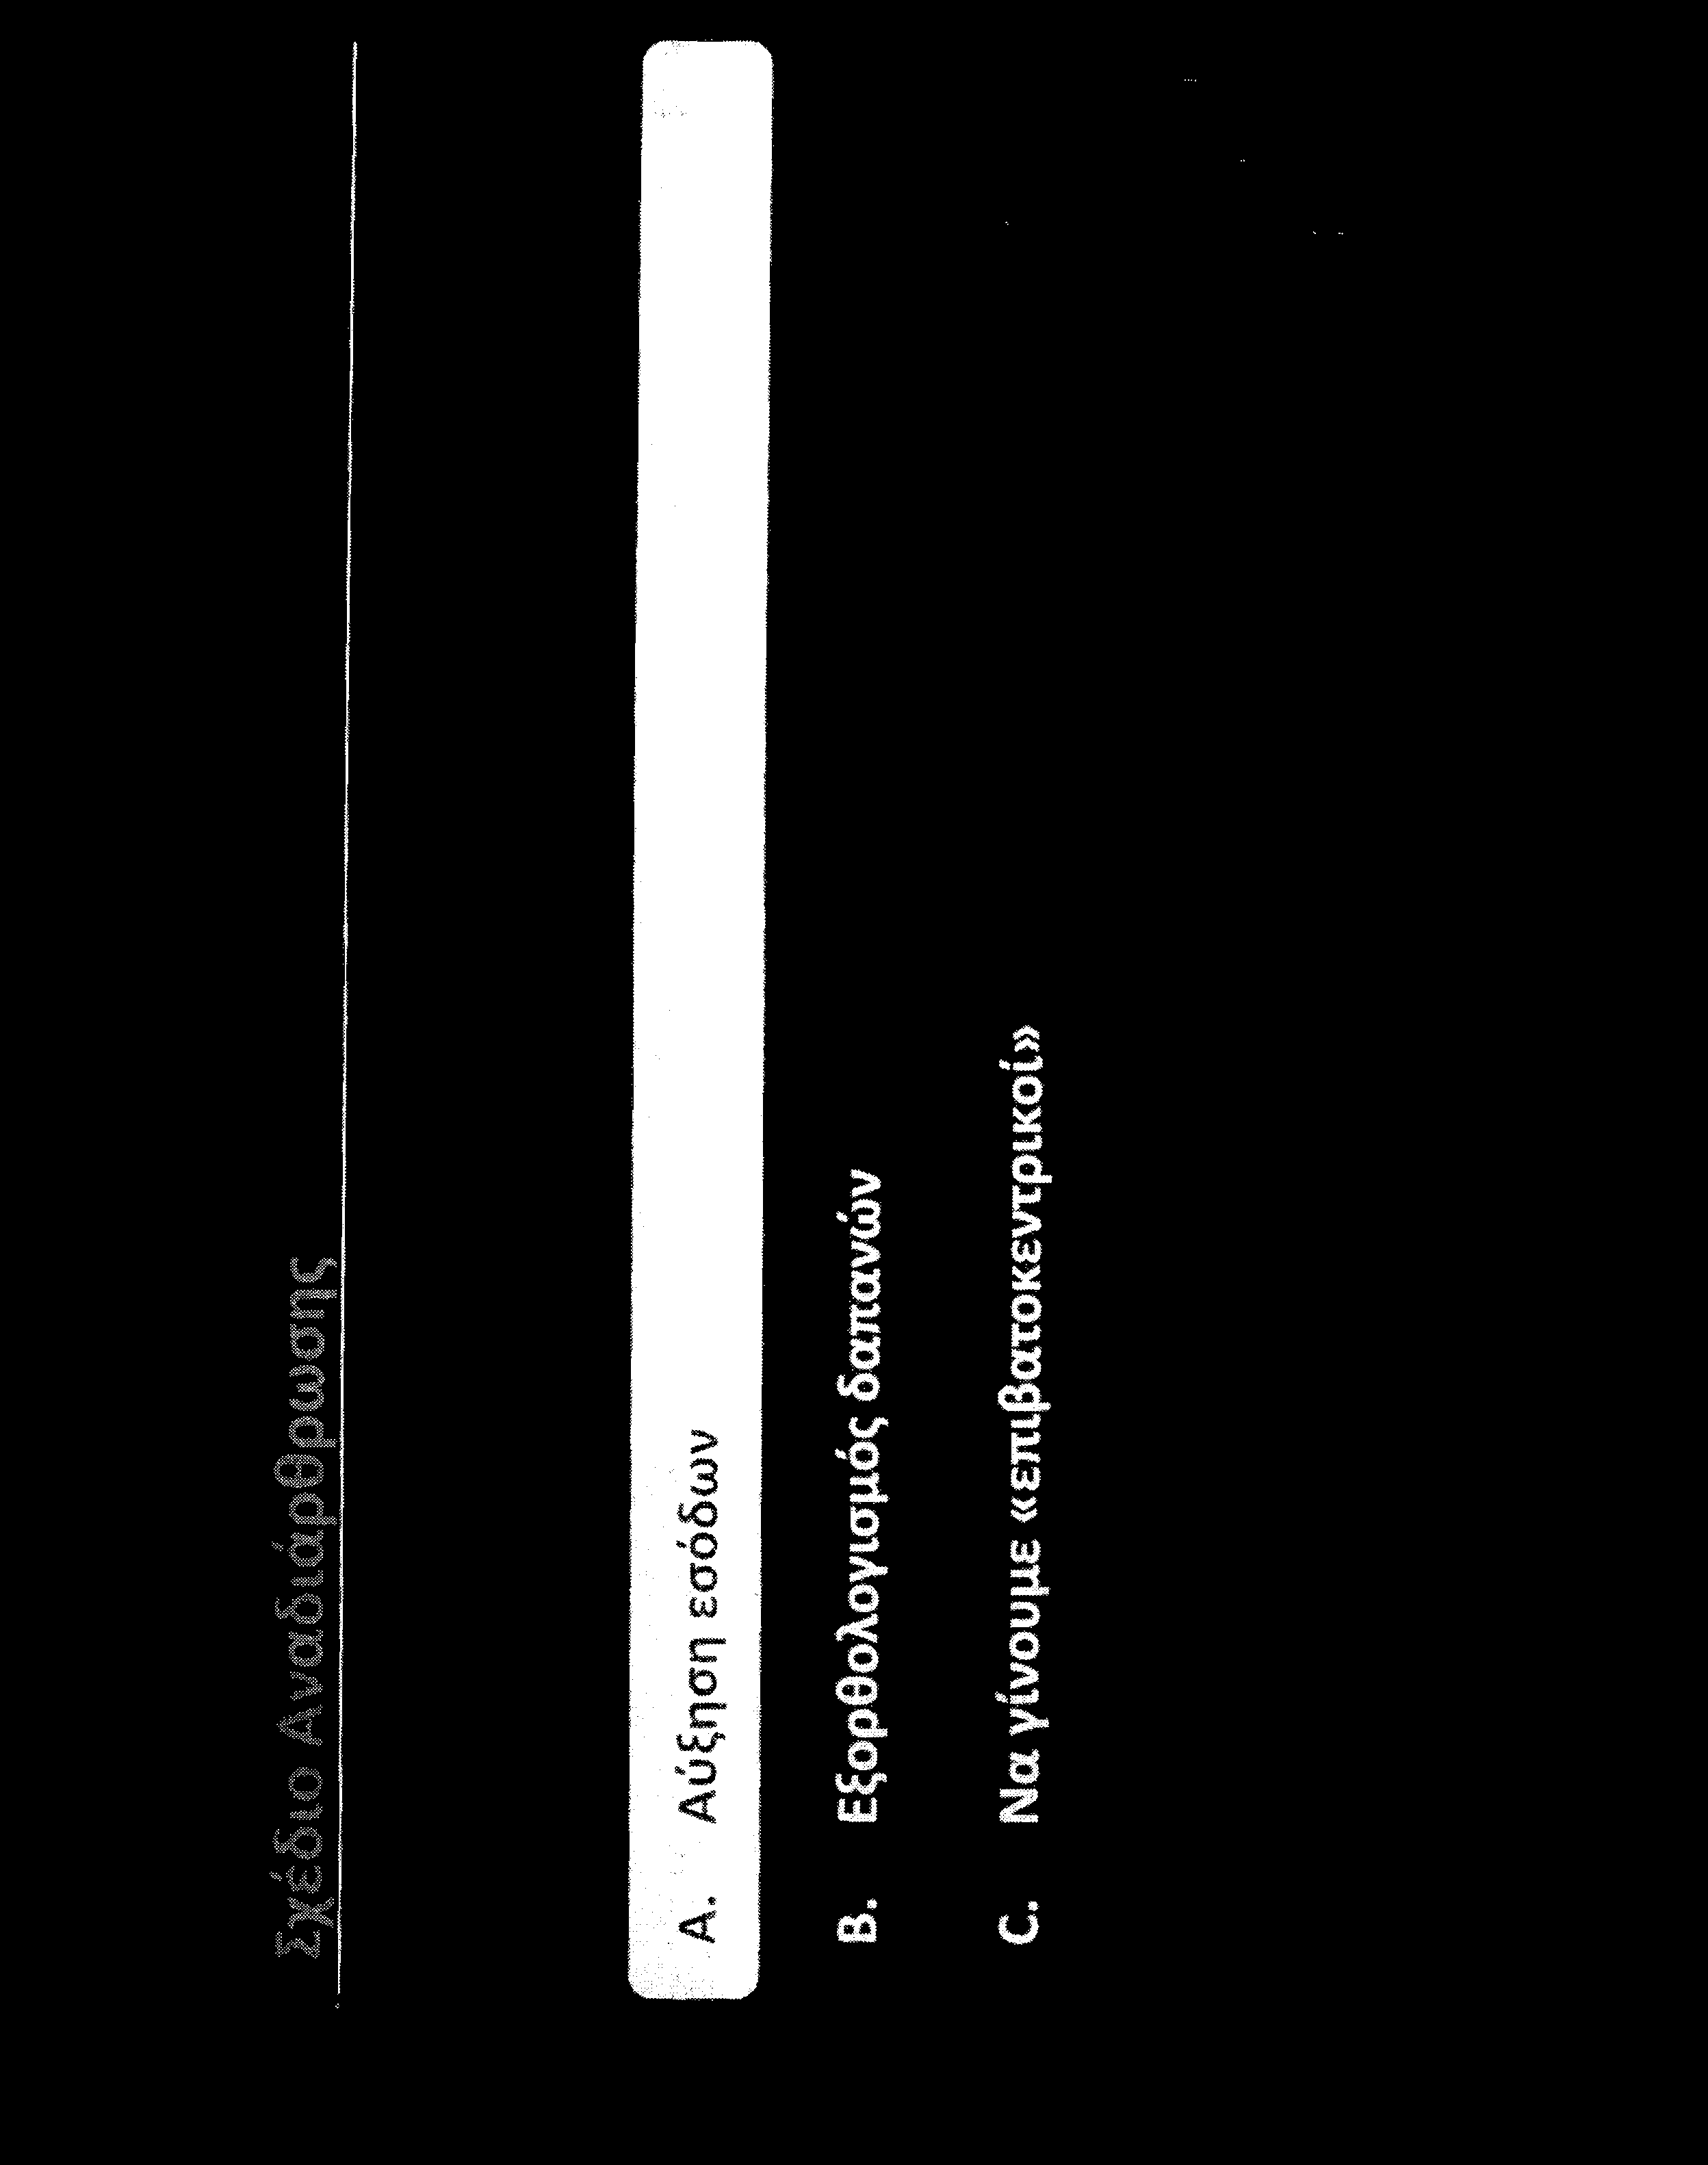 Σχέδιο Αναδιάρθρωσης
A. Αύξηση εσόδων
B. Εξορθολογισμός δαπανών
C. Να γίνουμε «επιβατοκεντρικοί»